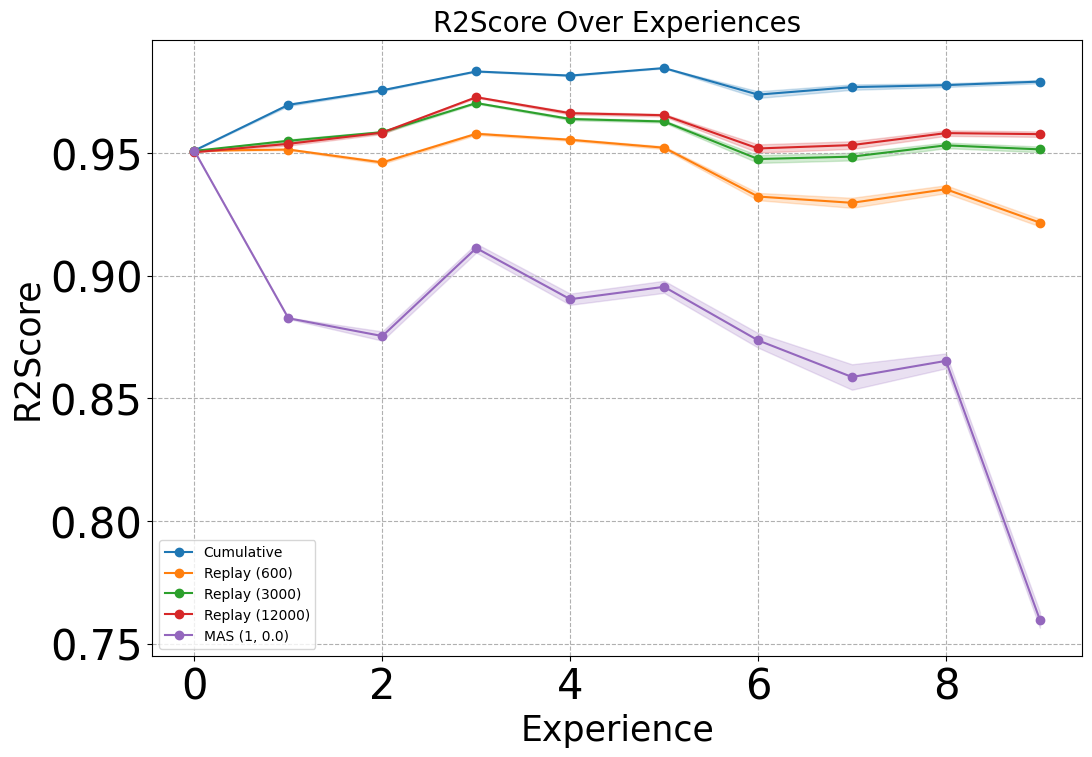 R2Score Over Experiences
R2Score
0.95
0.90
0.85
0.80
0.75
Cumulative
Replay (600)
Replay (3000)
Replay (12000)
MAS (1, 0.0)
0 2 4 6 8
Experience